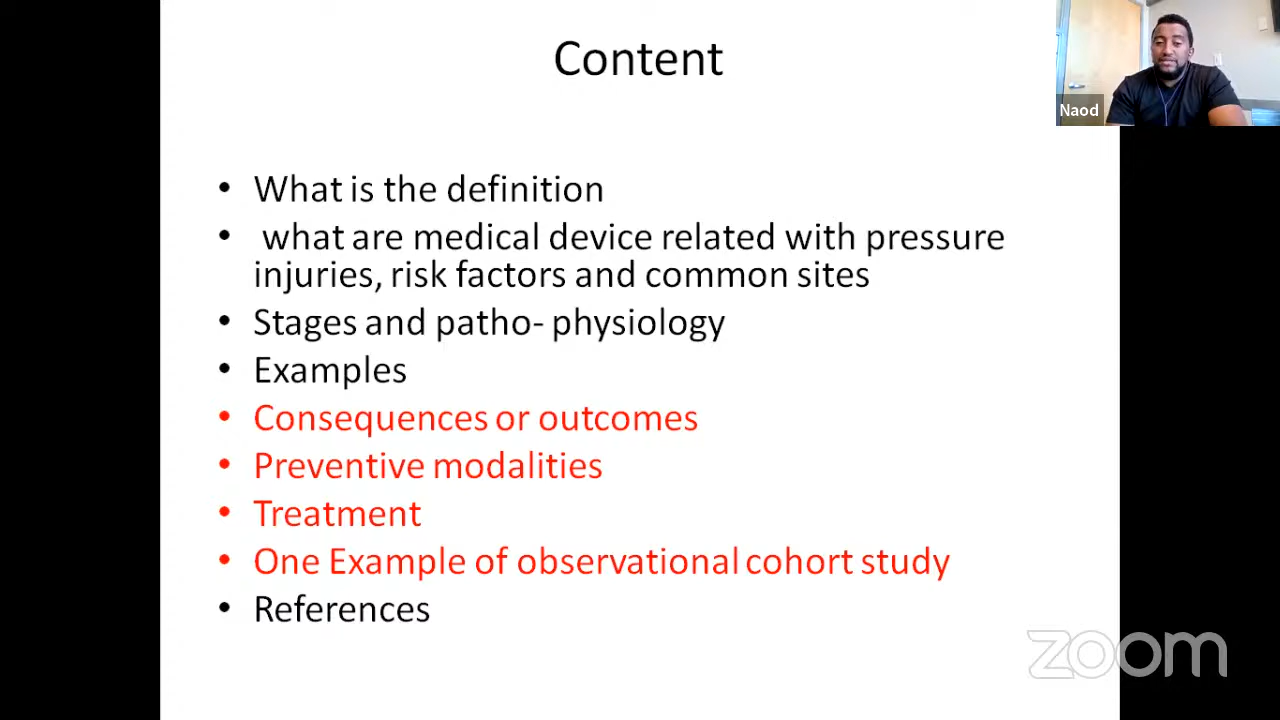 Content
Naod
• What is the definition
• what are medical device related with pressure
injuries, risk factors and common sites
• Stages and patho- physiology
• Examples
• Consequences or outcomes
• Preventive modalities
• Treatment
• One Example of observational cohort study
• References
zoom